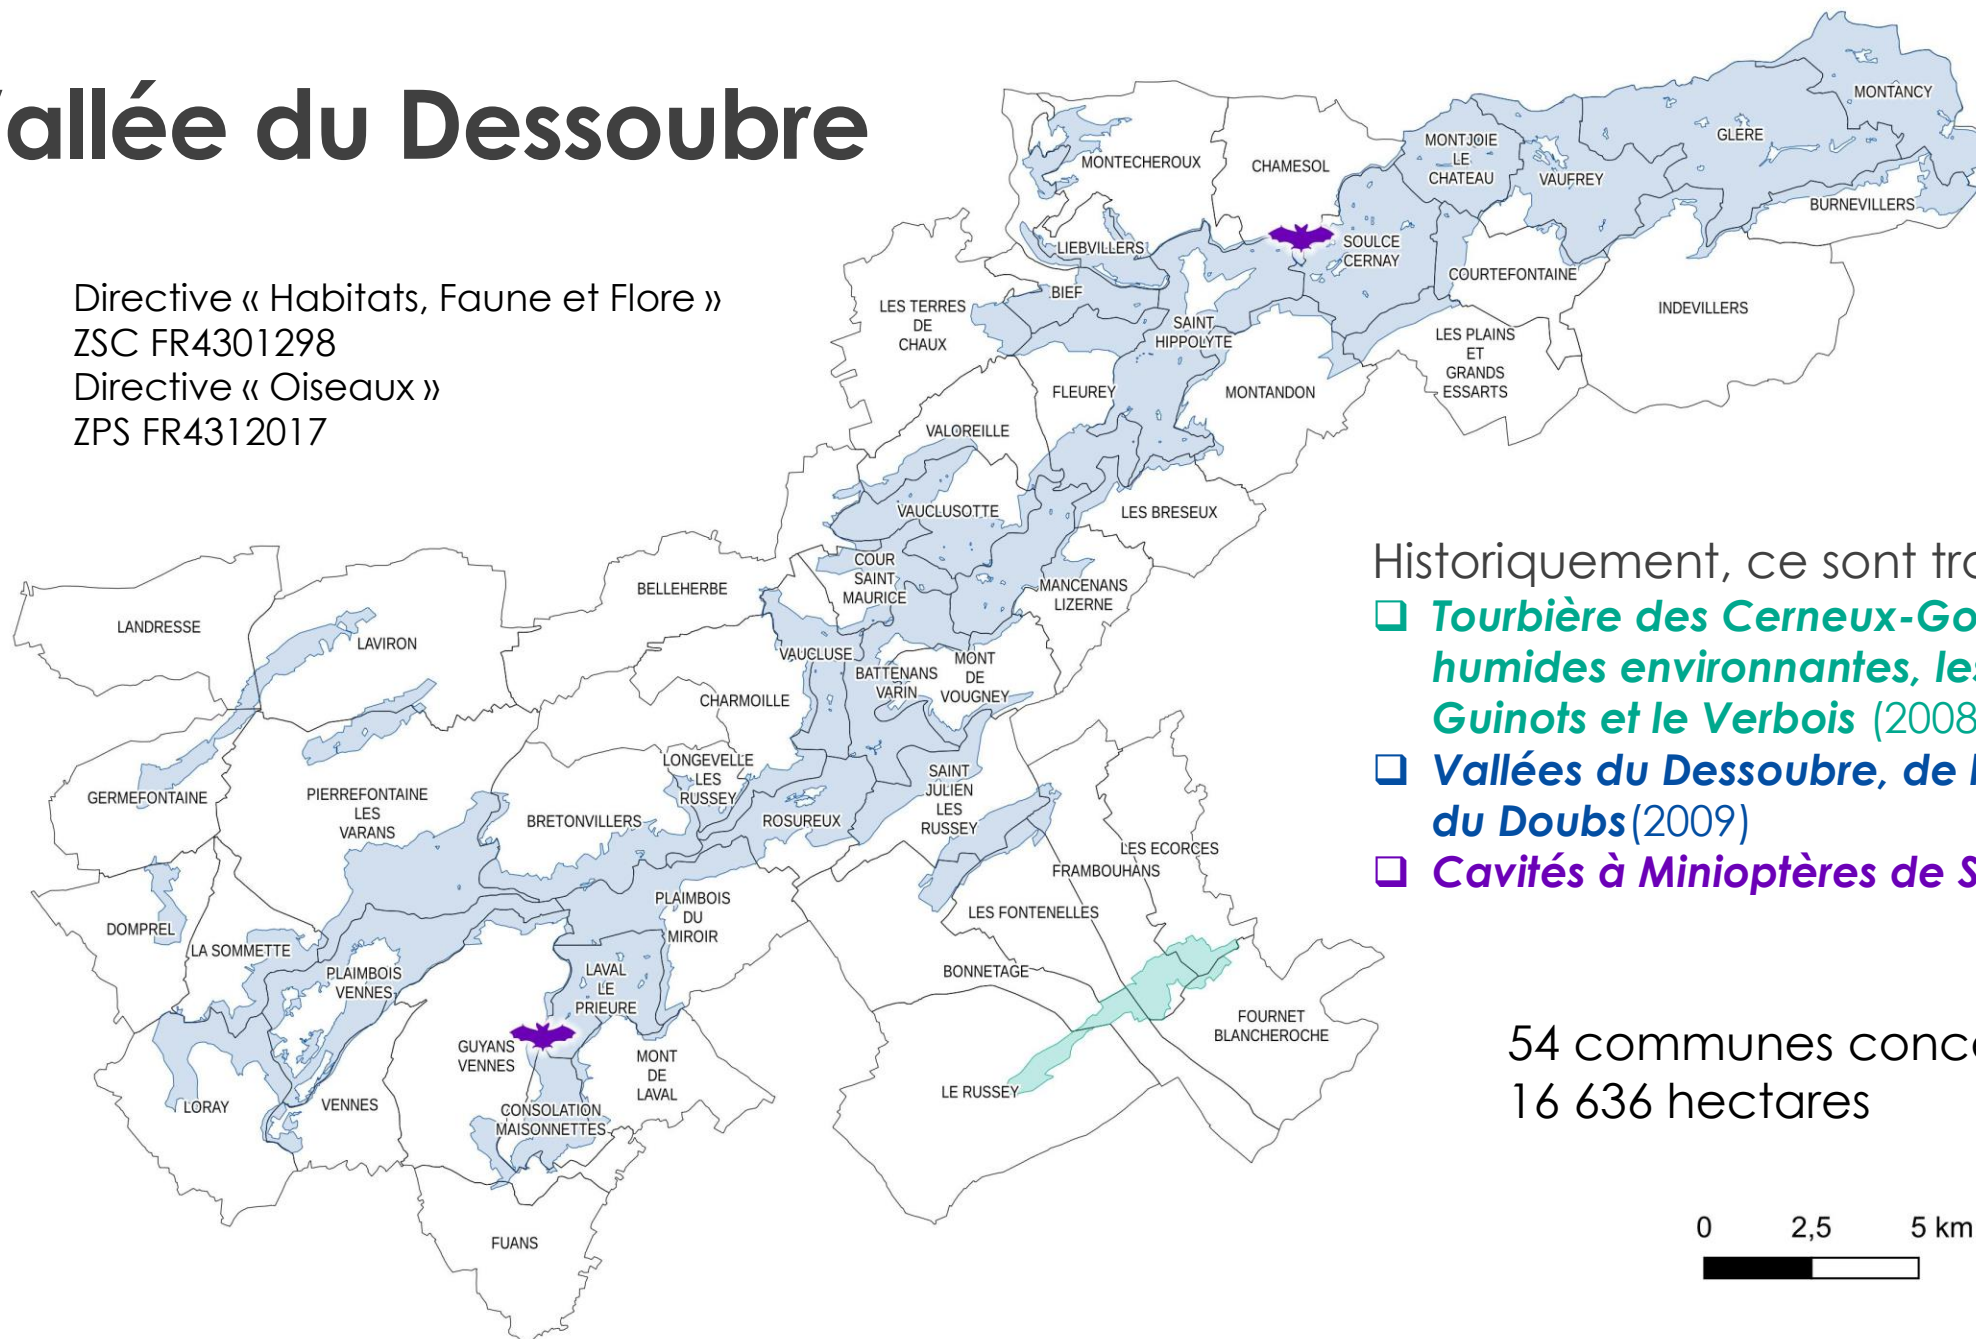 allée du Dessoubre
Directive « Habitats, Faune et Flore »
ZSC FR4301298
Directive « Oiseaux »
ZPS FR4312017
MONTANCY
GLERE
MONTECHEROUX
CHAMESOL
MONTJOIE
LE
CHATEAU
VAUFREY
BURNEVILLERS
LIEBVILLERS
SOULCE
CERNAY
COURTEFONTAINE
BIEF
LES TERRES
DE
CHAUX
INDEVILLERS
SAINT
HIPPOLYTE
LES PLAINS
ET
GRANDS
ESSARTS
FLEUREY
MONTANDON
VALOREILLE
VAUCLUSOTTE
LES BRESEUX
COUR
SAINT
MAURICE
BELLEHERBE
MANCENANS
LIZERNE
LANDRESSE
LAVIRON
VAUCLUSE
BATTENANS
VARIN
MONT
DE
VOUGNEY
CHARMOILLE
LONGEVELLE
LES
RUSSEY
SAINT
JULIEN
LES
RUSSEY
GERMEFONTAINE
PIERREFONTAINE
LES
VARANS
BRETONVILLERS
ROSUREUX
LES ECORCES
FRAMBOUHANS
PLAIMBOIS
DU
MIROIR
LES FONTENELLES
DOMPREL
LA SOMMETTE
PLAIMBOIS
VENNES
LAVAL
LE
PRIEURE
BONNETAGE
FOURNET
BLANCHEROCHE
GUYANS
VENNES
MONT
DE
LAVAL
LE RUSSEY
LORAY
VENNES
CONSOLATION
MAISONNETTES
FUANS
Historiquement, ce sont tro
Tourbière des Cerneux-Go
humides environnantes, les
Guinots et le Verbois (2008
Vallées du Dessoubre, de
du Doubs (2009)
Cavités à Minioptères de S
54 communes conce
16 636 hectares
0 2,5 5 km